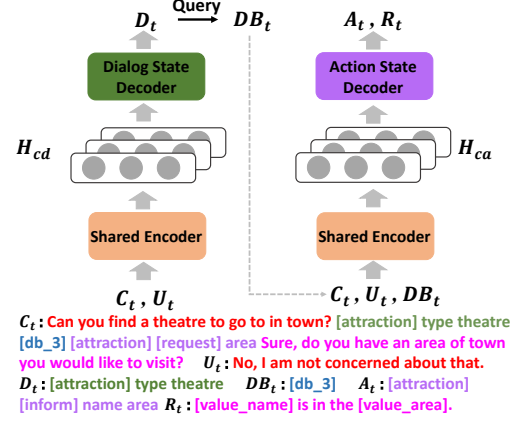 D_t Query DB_t A_t , R_t
Dialog State Decoder
Action State Decoder
H_cd
H_ca
Shared Encoder
Shared Encoder
C_t , U_t
C_t , U_t , DB_t
C_t : Can you find a theatre to go to in town? [attraction] type theatre
[db_3] [attraction] [request] area Sure, do you have an area of town
you would like to visit? U_t : No, I am not concerned about that.
D_t : [attraction] type theatre DB_t : [db_3] A_t : [attraction]
[inform] name area R_t : [value_name] is in the [value_area].